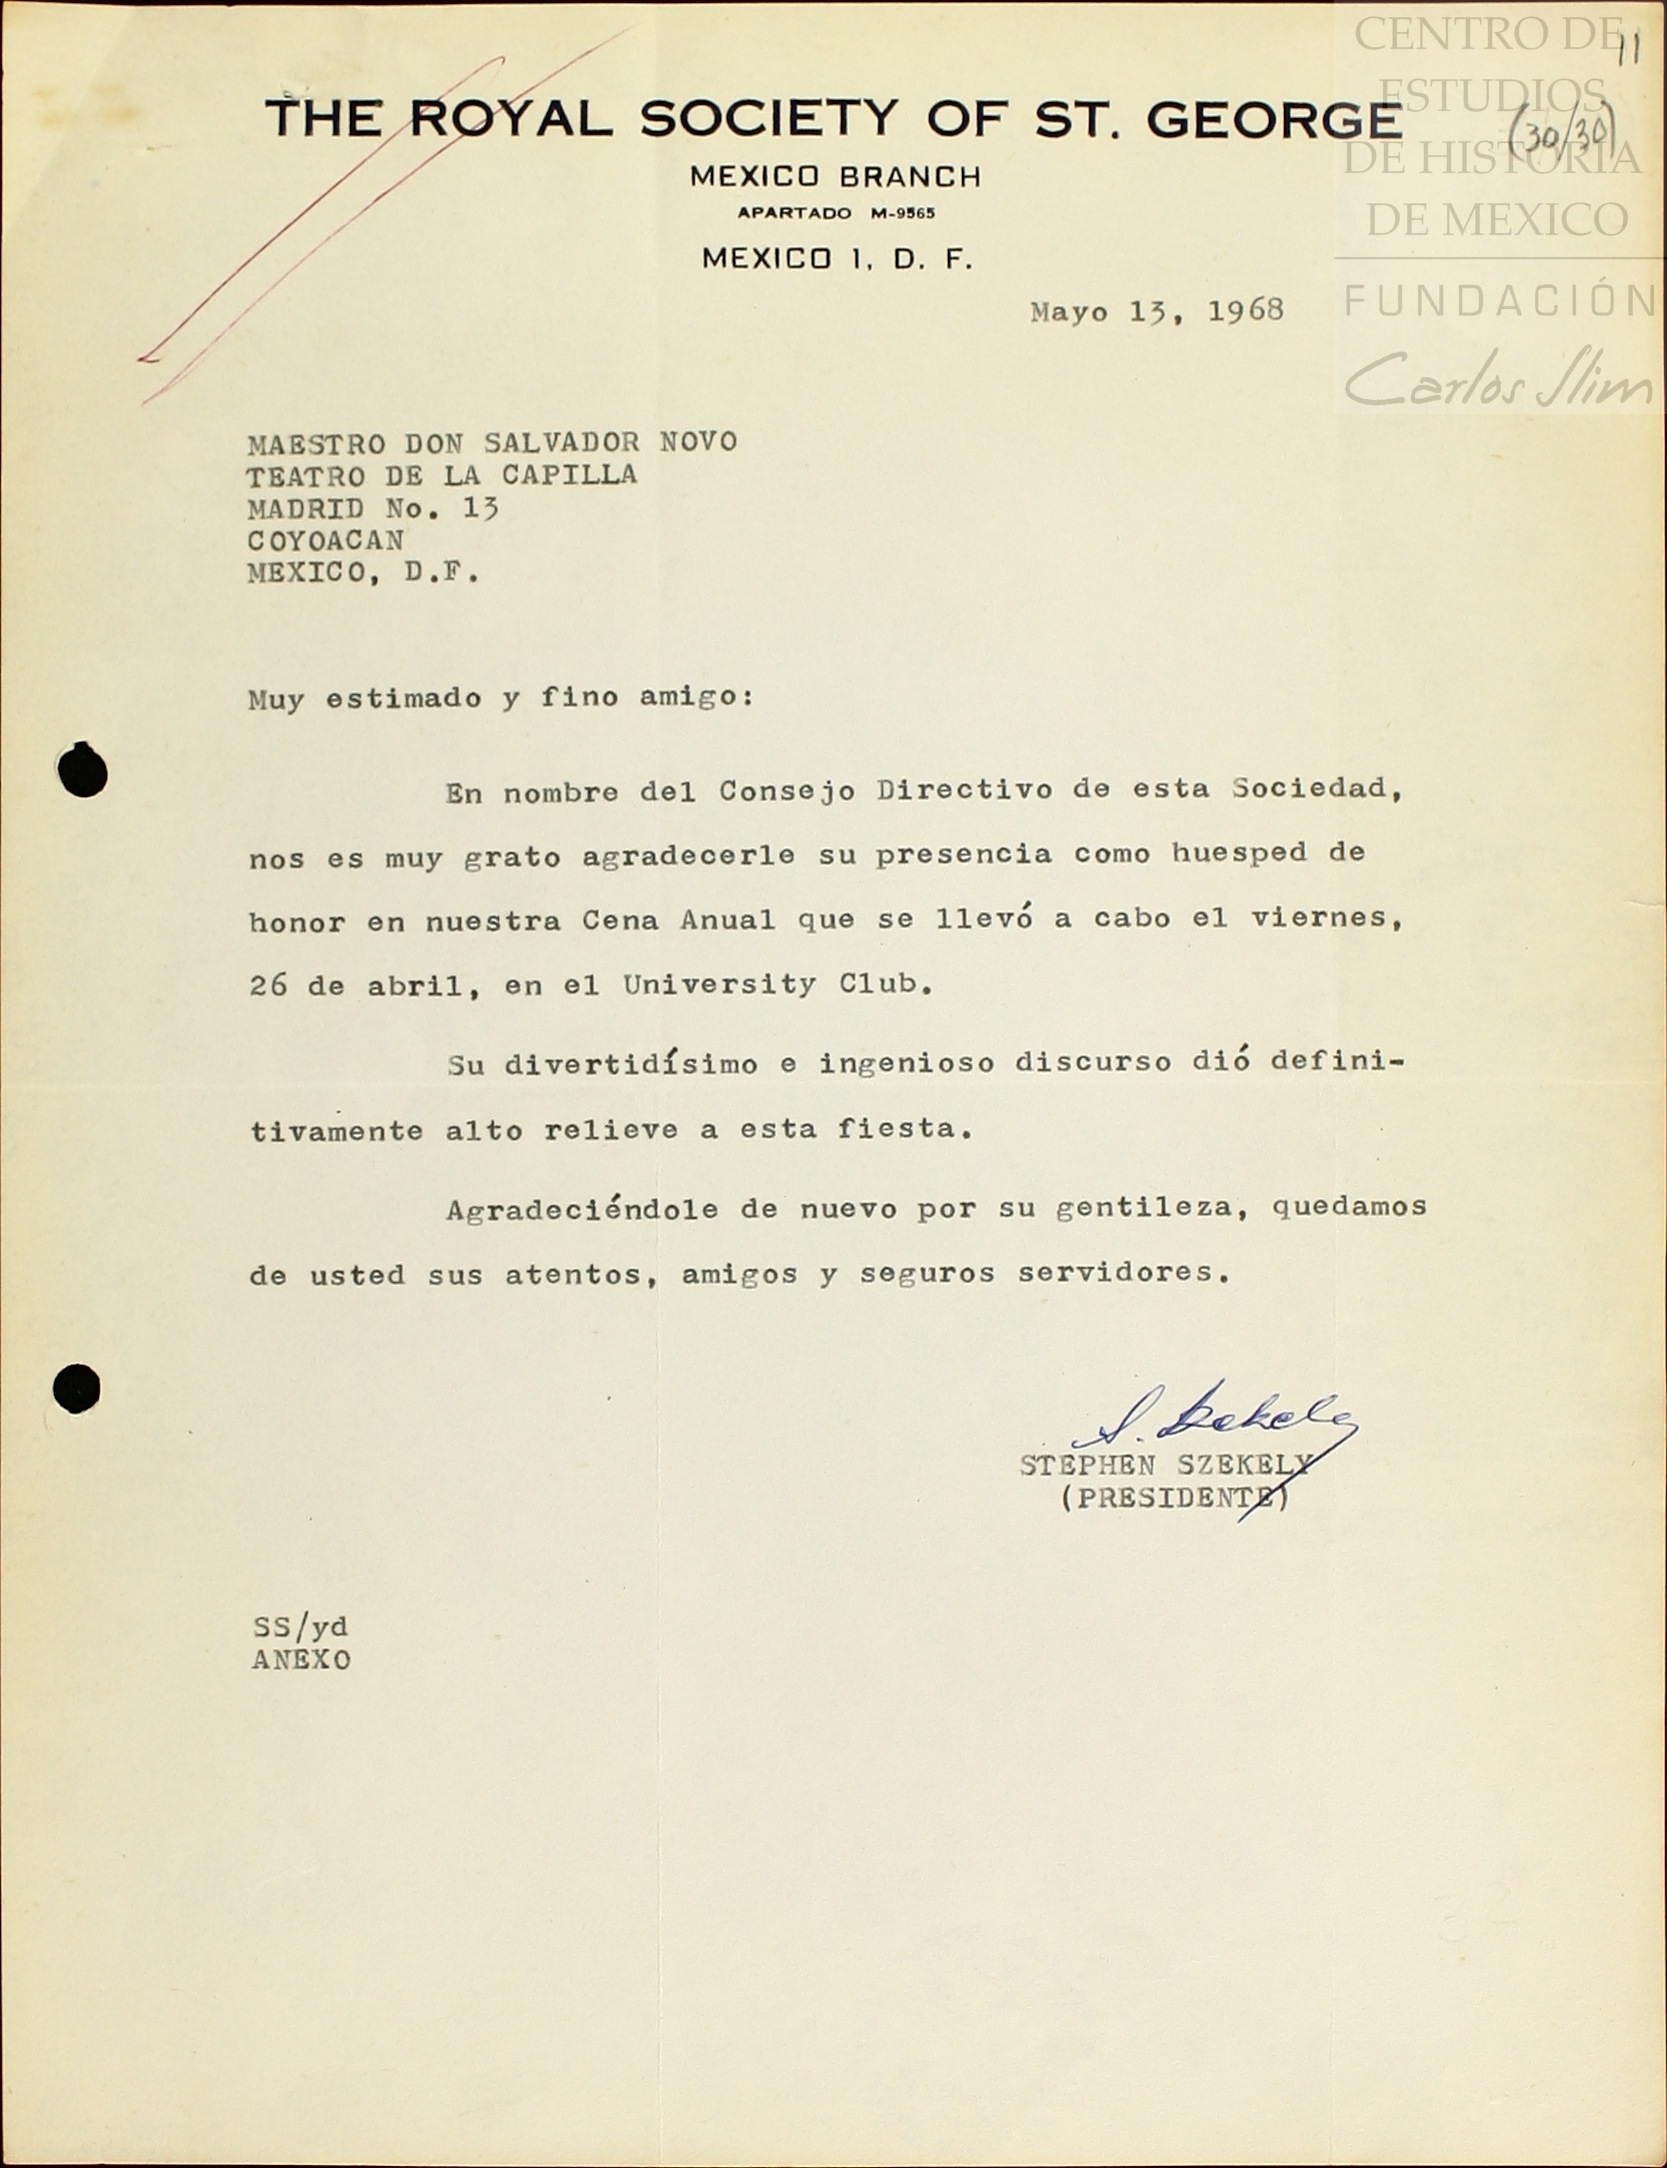 CENTRO DE
ESTUDIOS
DE HISTORIA
DE MEXICO
FUNDACIÓN
Carlos Slim
11
(30/30)
THE ROYAL SOCIETY OF ST. GEORGE
MEXICO BRANCH
APARTADO M-9565
MEXICO 1, D. F.
Mayo 13, 1968
MAESTRO DON SALVADOR NOVO
TEATRO DE LA CAPILLA
MADRID No. 13
COYOACAN
MEXICO, D.F.
Muy estimado y fino amigo:
En nombre del Consejo Directivo de esta Sociedad,
nos es muy grato agradecerle su presencia como huesped de
honor en nuestra Cena Anual que se llevó a cabo el viernes,
26 de abril, en el University Club.
Su divertidísimo e ingenioso discurso dió defini-
tivamente alto relieve a esta fiesta.
Agradeciéndole de nuevo por su gentileza, quedamos
de usted sus atentos, amigos y seguros servidores.
S. Szekely
STEPHEN SZEKELY
(PRESIDENTE)
SS/yd
ANEXO